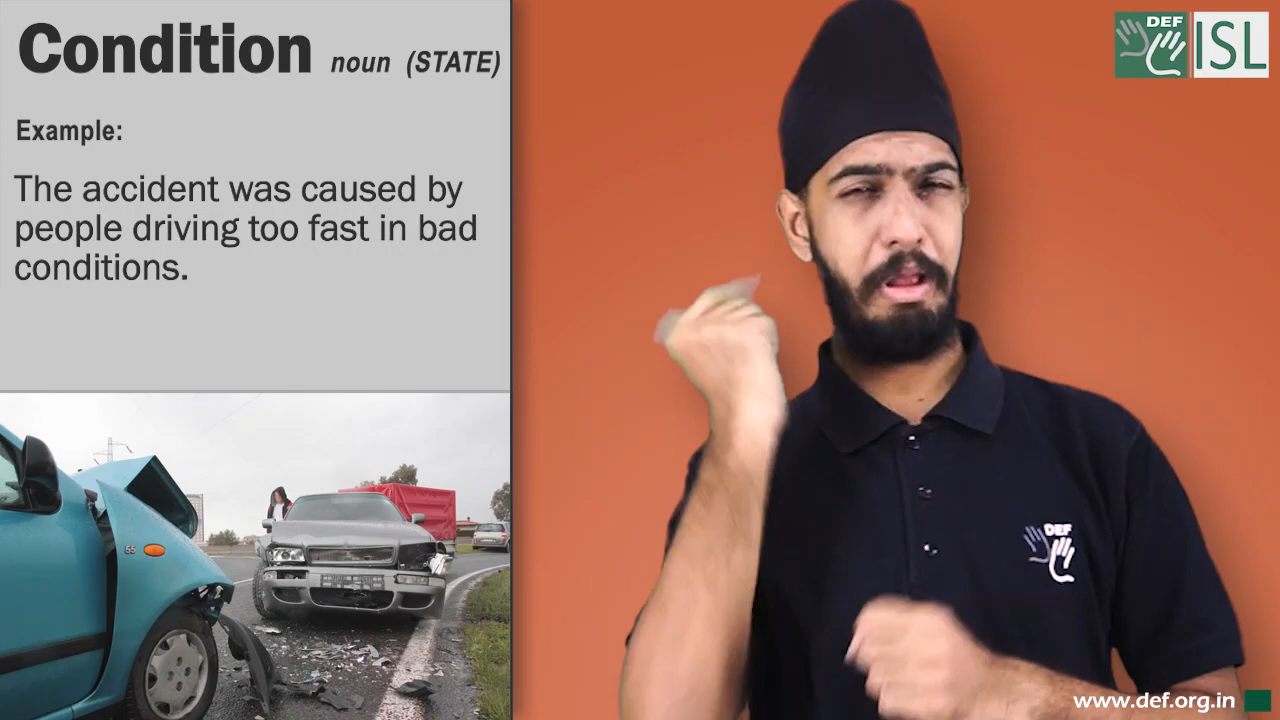 Condition noun (STATE)
Example:
The accident was caused by
people driving too fast in bad
conditions.
55
DEF
ISL
DEF
www.def.org.in